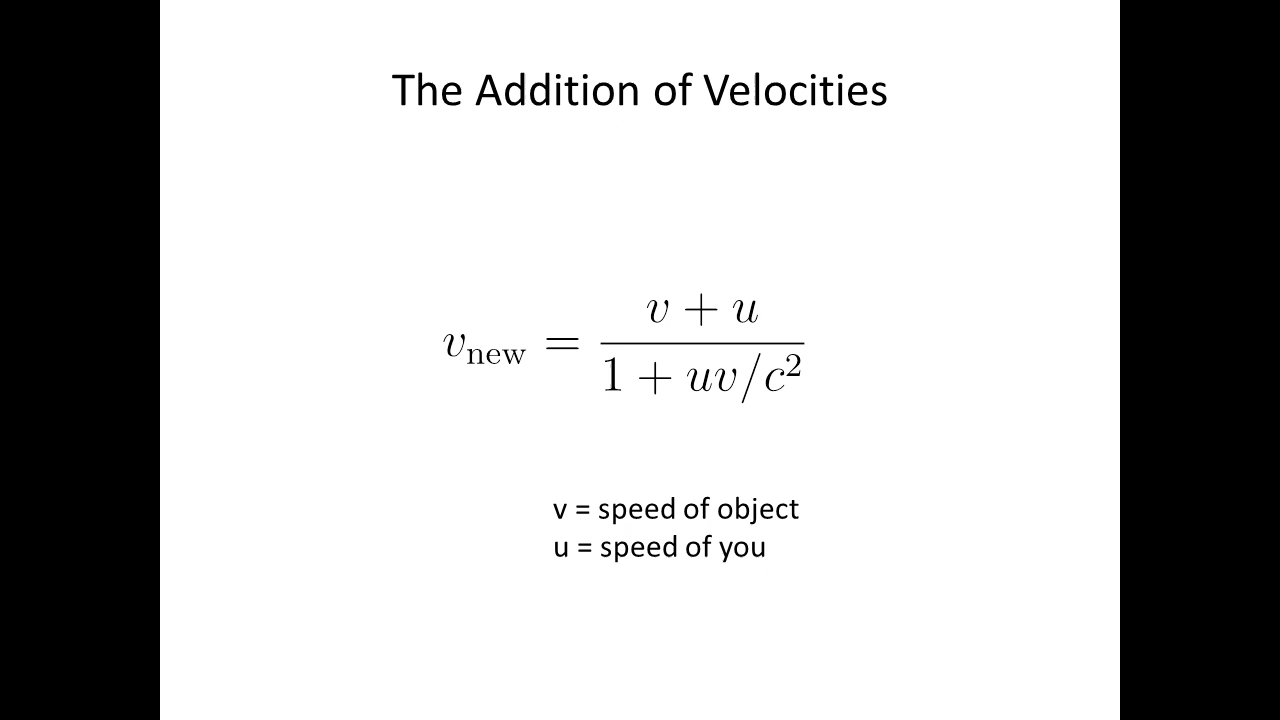 The Addition of Velocities
v_new = (v + u) / (1 + uv/c²)
v = speed of object
u = speed of you